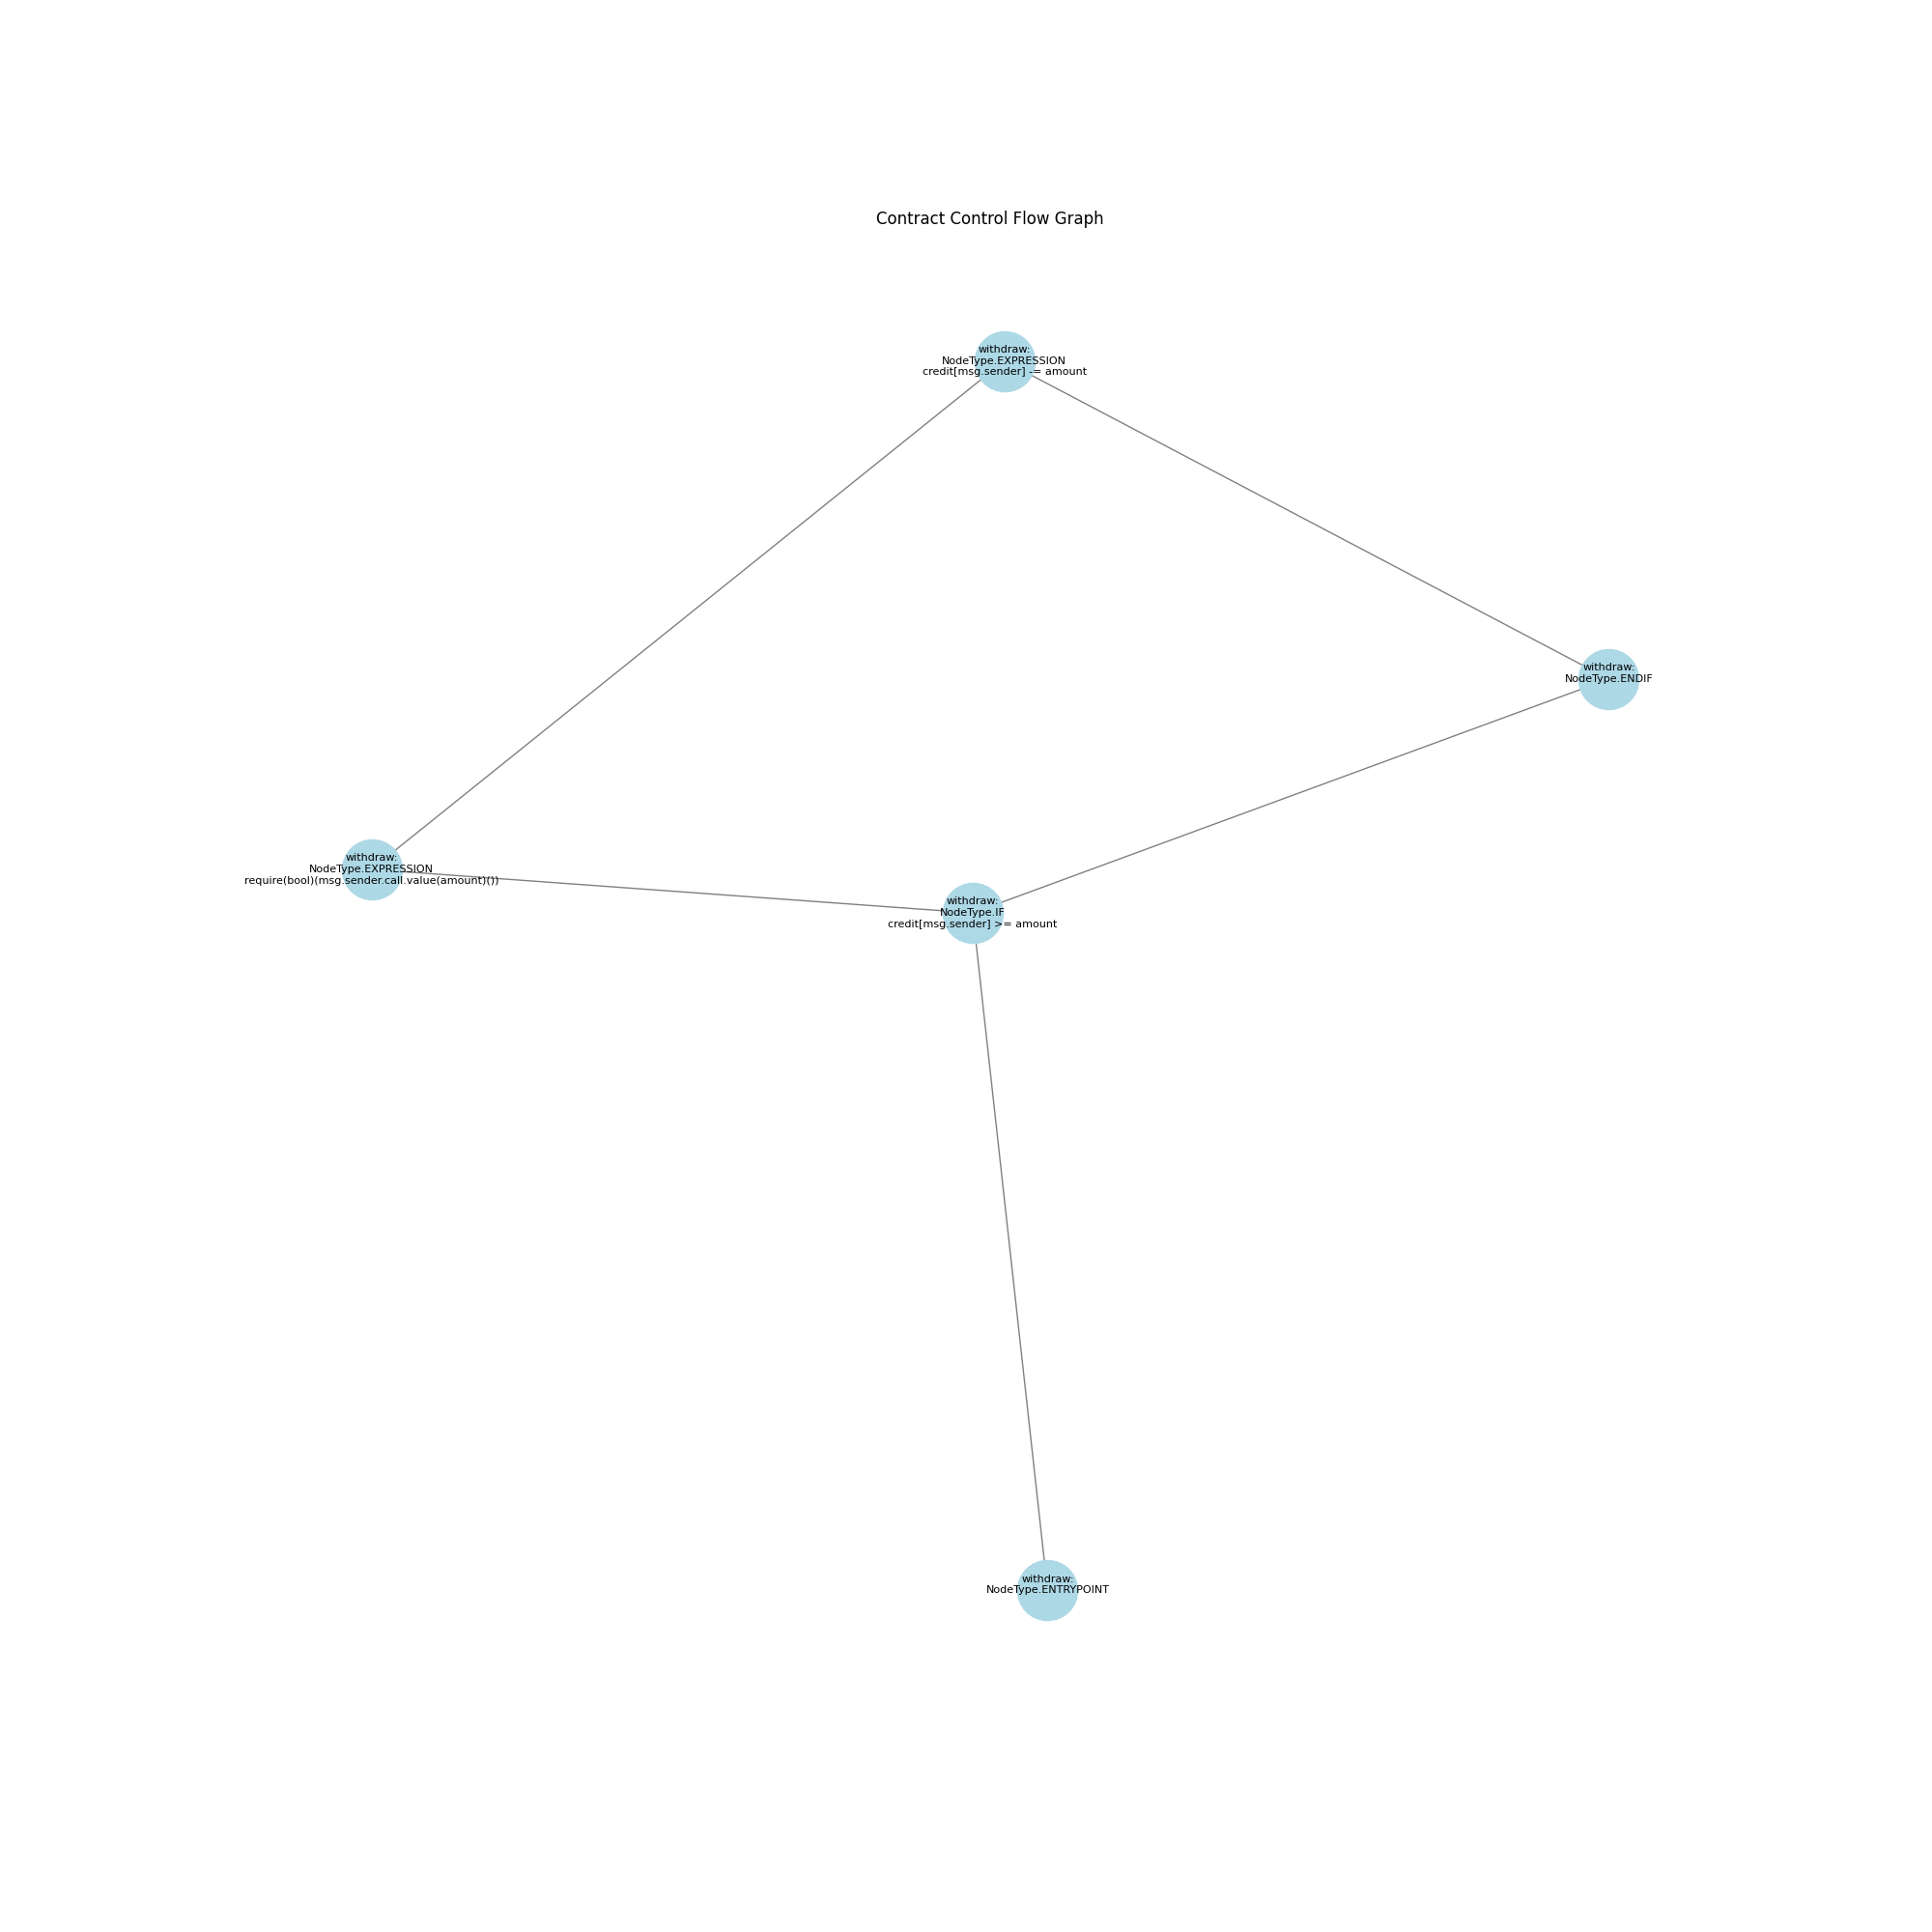 Contract Control Flow Graph
withdraw:
NodeType.EXPRESSION
credit[msg.sender] -= amount
withdraw:
NodeType.ENDIF
withdraw:
NodeType.EXPRESSION
require(bool)(msg.sender.call.value(amount)())
withdraw:
NodeType.IF
credit[msg.sender] >= amount
withdraw:
NodeType.ENTRYPOINT